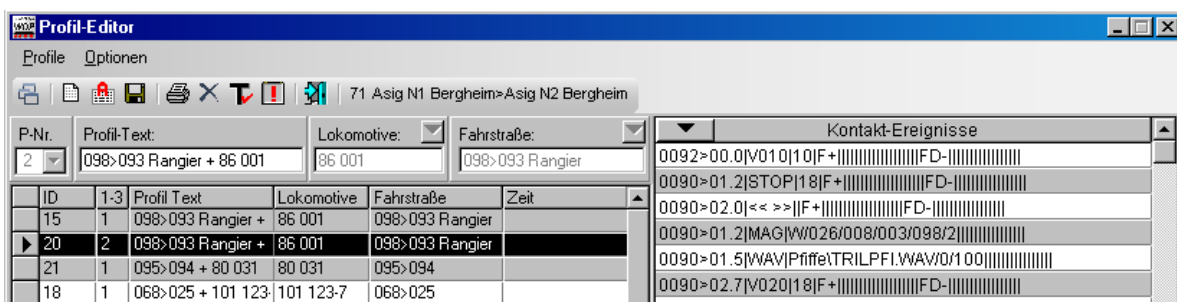 WDP Profil-Editor
Profile Optionen
71 Asig N1 Bergheim>Asig N2 Bergheim
P-Nr. Profil-Text: Lokomotive: Fahrstraße:
2 098>093 Rangier + 86 001 86 001 098>093 Rangier
ID 1-3 Profil Text Lokomotive Fahrstraße Zeit
15 1 098>093 Rangier + 86 001 098>093 Rangier
20 2 098>093 Rangier + 86 001 098>093 Rangier
21 1 095>094 + 80 031 80 031 095>094
18 1 068>025 + 101 123- 101 123-7 068>025
Kontakt-Ereignisse
0092>00.0|V010|10|F+||||||||||||||||||FD-||||||||||||||||
0090>01.2|STOP|18|F+||||||||||||||||||FD-||||||||||||||||
0090>02.0|<< >>||F+||||||||||||||||||FD-||||||||||||||||
0090>01.2|MAG|W/026/008/003/098/2||||||||||||||||
0090>01.5|WAV|Pfiffe\TRILPFI.WAV/0/100||||||||||||||||
0090>02.7|V020|18|F+||||||||||||||||||FD-||||||||||||||||